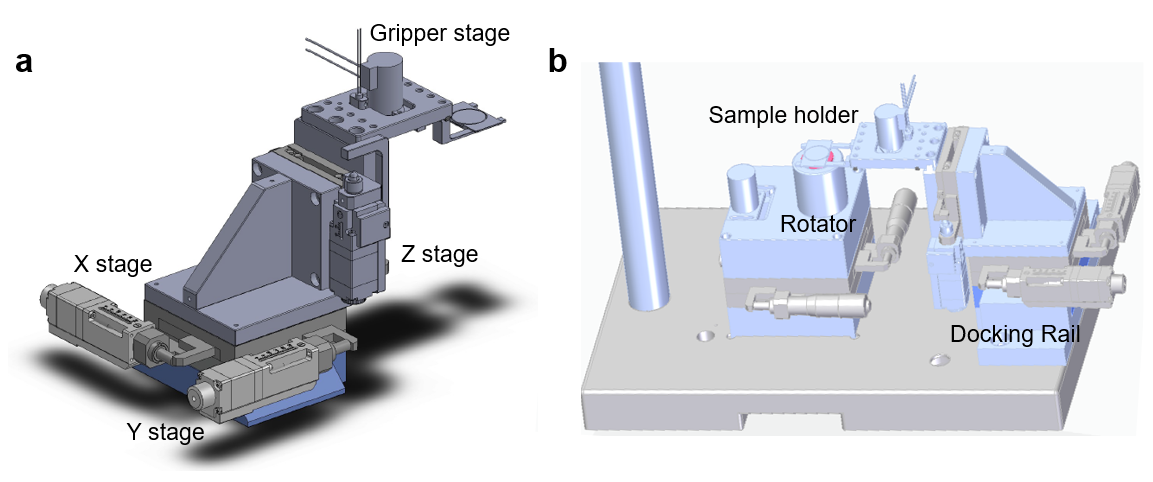 a
Gripper stage
X stage
Z stage
Y stage
b
Sample holder
Rotator
Docking Rail